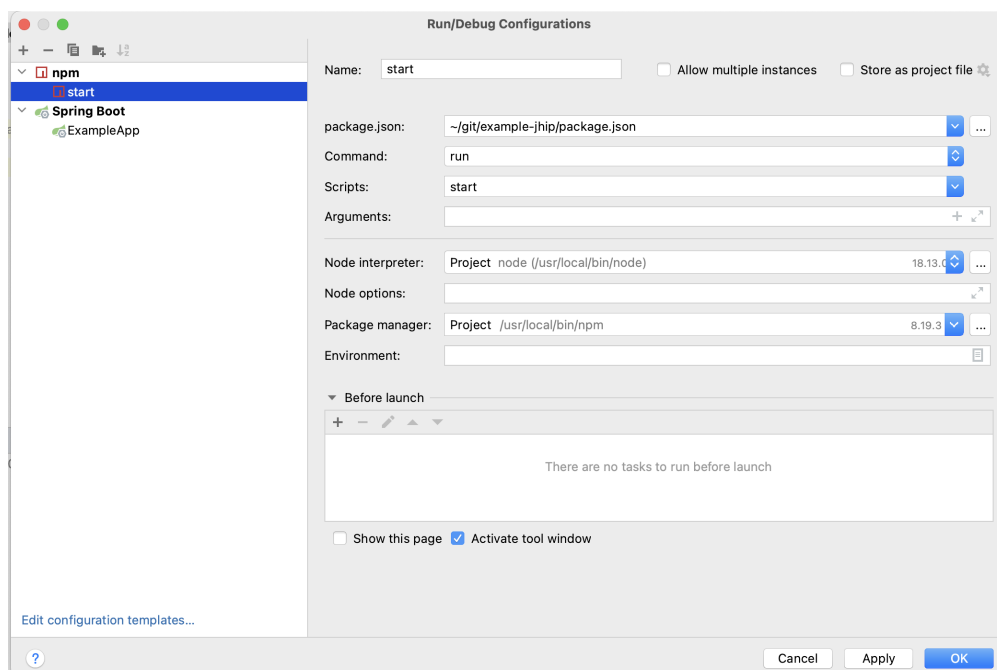 Run/Debug Configurations
npm
start
Spring Boot
ExampleApp
Edit configuration templates...
?
Name: start Allow multiple instances Store as project file
package.json: ~/git/example-jhip/package.json ...
Command: run
Scripts: start
Arguments:
Node interpreter: Project node (/usr/local/bin/node) 18.13.0 ...
Node options:
Package manager: Project /usr/local/bin/npm 8.19.3 ...
Environment:
Before launch
There are no tasks to run before launch
Show this page Activate tool window
Cancel Apply OK